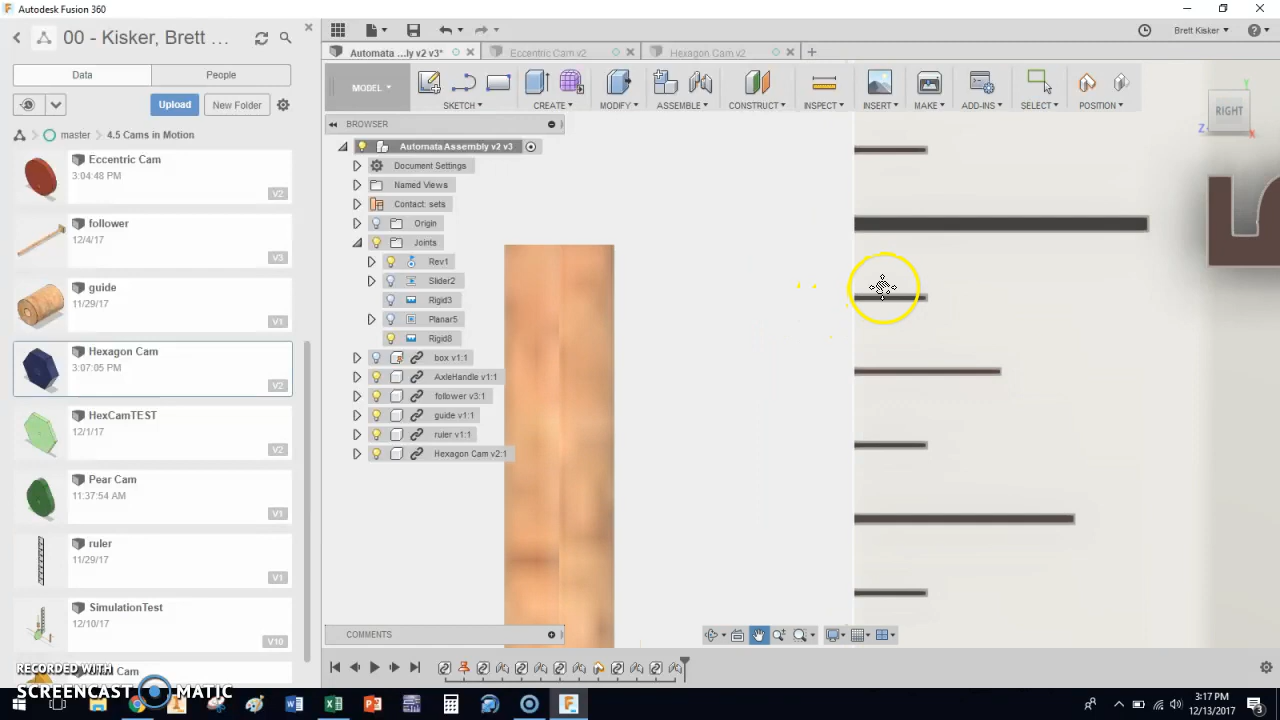 Autodesk Fusion 360
00 - Kisker, Brett ...
Automata ...ly v2 v3*
Eccentric Cam v2
Hexagon Cam v2
Brett Kisker
Data
People
MODEL
SKETCH
CREATE
MODIFY
ASSEMBLE
CONSTRUCT
INSPECT
INSERT
MAKE
ADD-INS
SELECT
POSITION
Upload
New Folder
master
4.5 Cams in Motion
BROWSER
Automata Assembly v2 v3
Document Settings
Named Views
Contact: sets
Origin
Joints
Rev1
Slider2
Rigid3
Planar5
Rigid8
box v1:1
AxleHandle v1:1
follower v3:1
guide v1:1
ruler v1:1
Hexagon Cam v2:1
RIGHT
Y
Z
X
Eccentric Cam
3:04:48 PM
V2
follower
12/4/17
V3
guide
11/29/17
V1
Hexagon Cam
3:07:05 PM
V2
HexCamTEST
12/1/17
V2
Pear Cam
11:37:54 AM
V1
ruler
11/29/17
V1
SimulationTest
12/10/17
V10
Cam
COMMENTS
RECORDED WITH
SCREENCAST MATIC
3:17 PM
12/13/2017
3